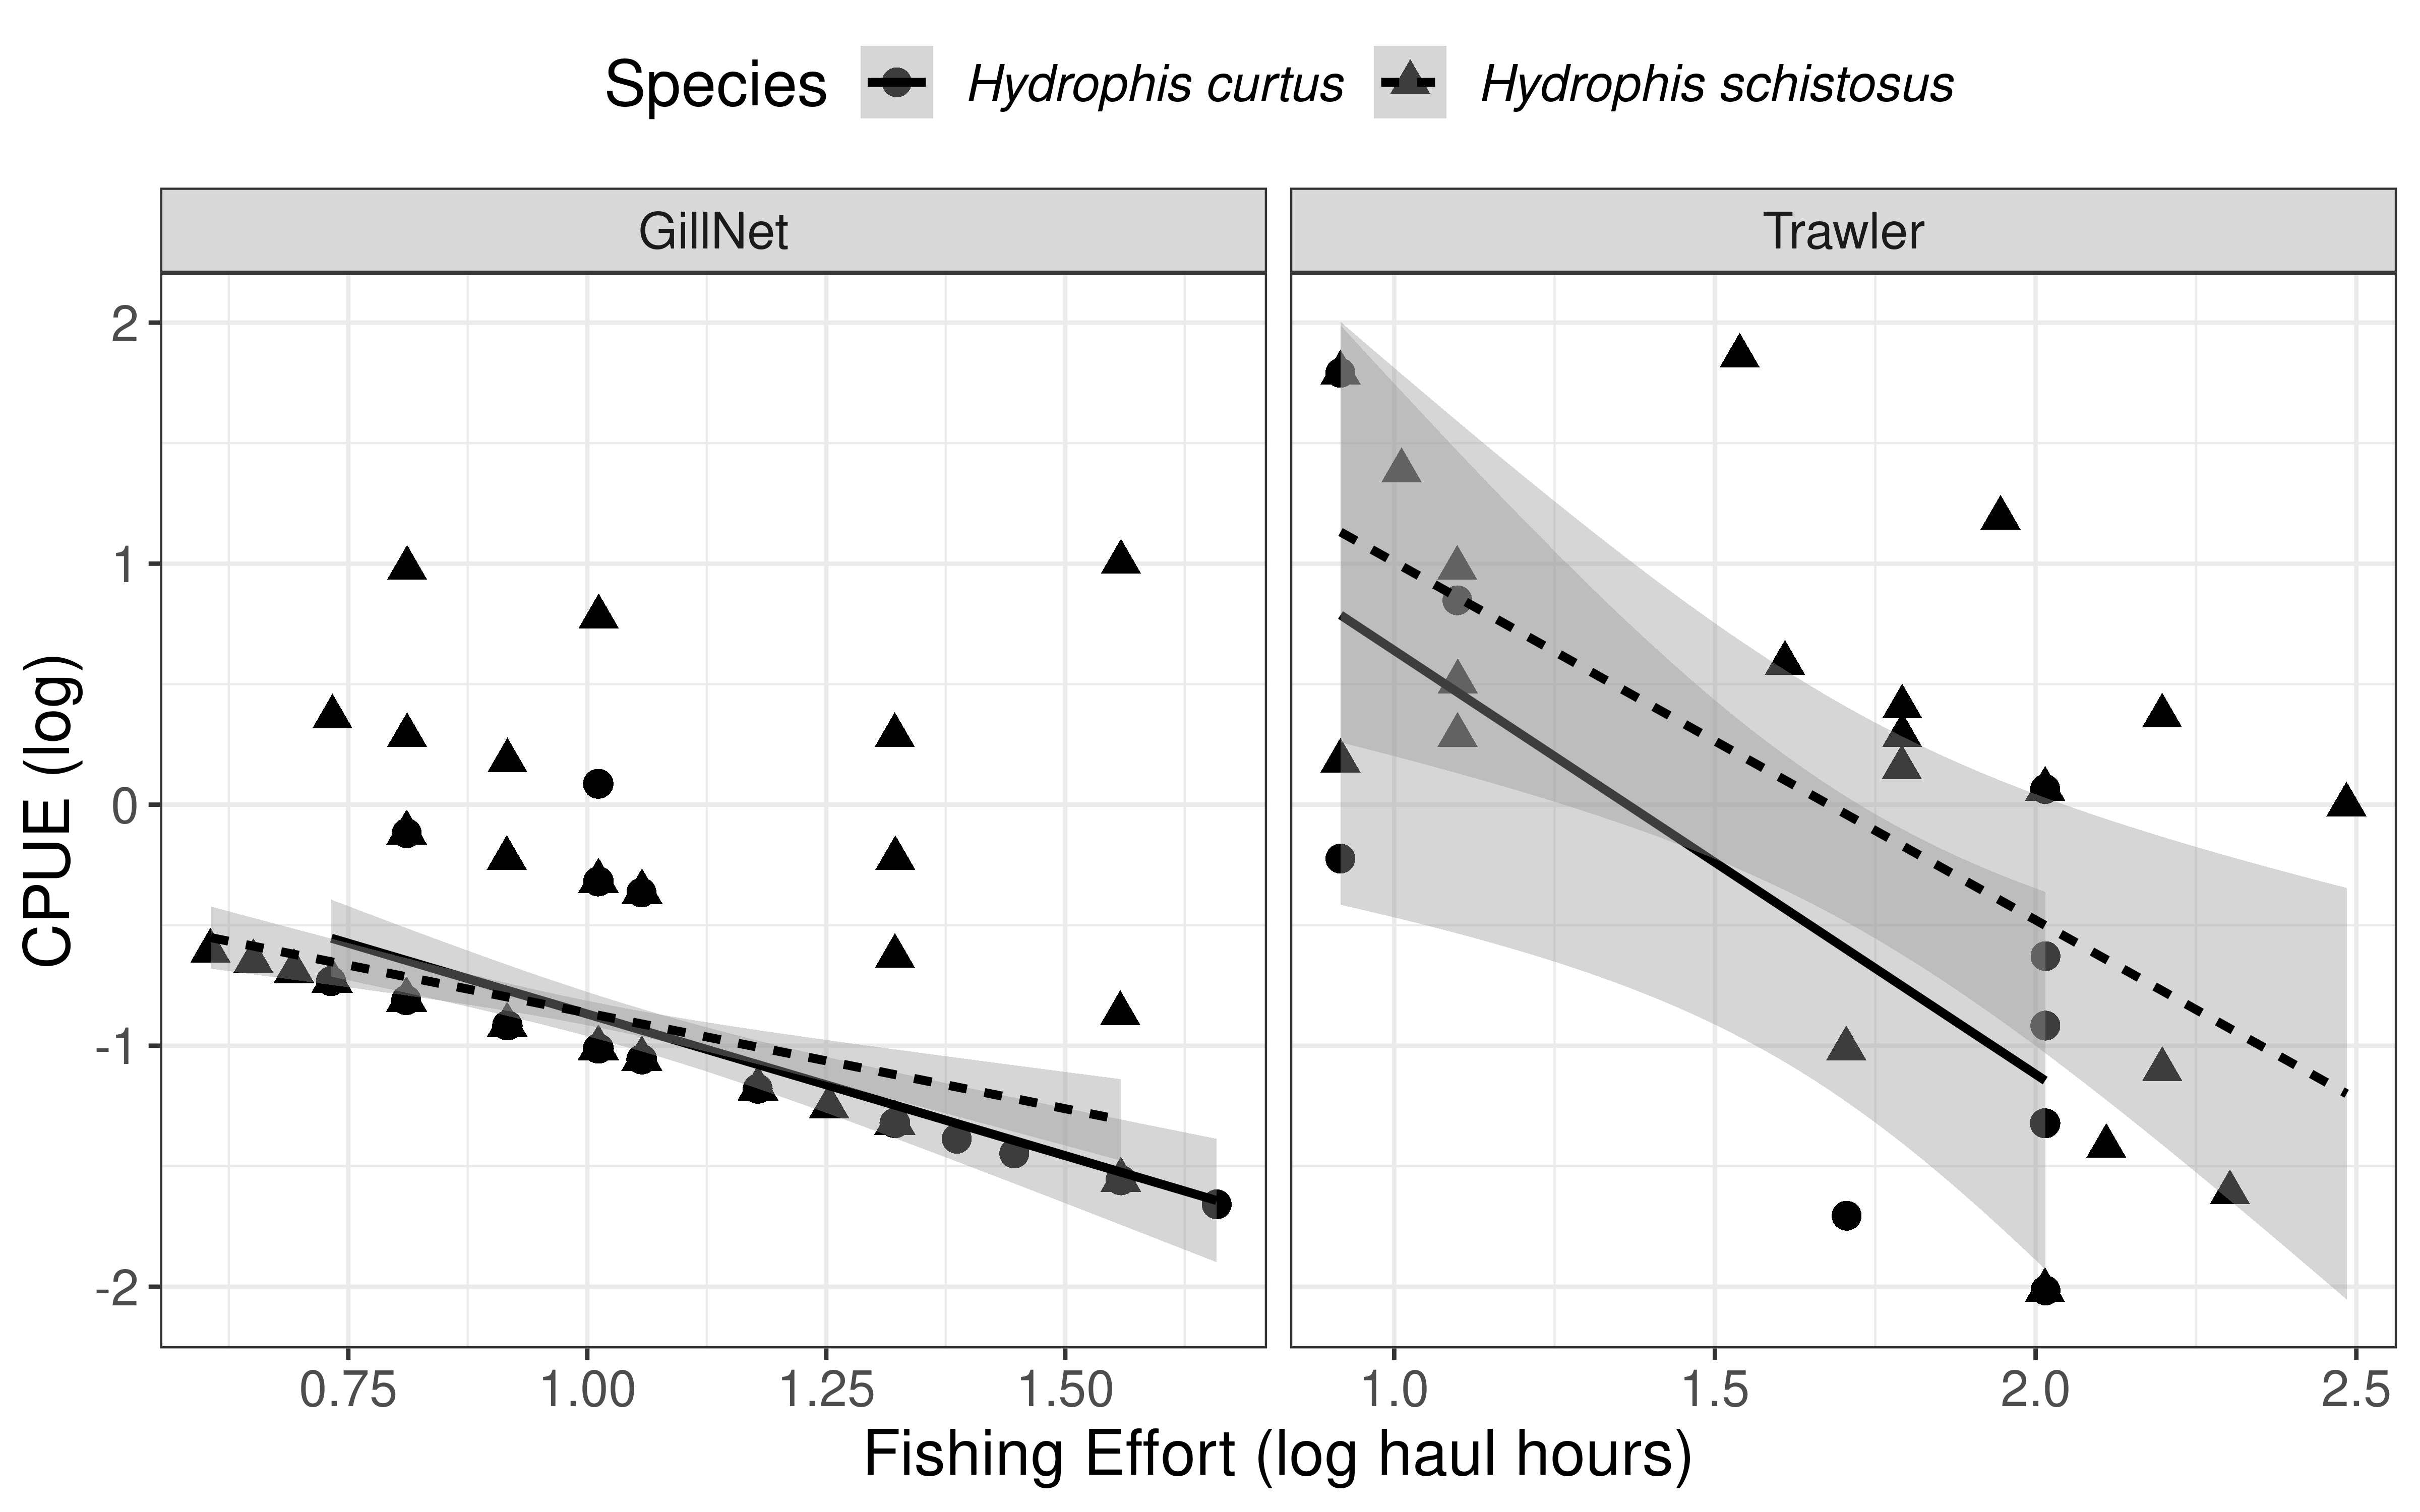 Species Hydrophis curtus Hydrophis schistosus
GillNet Trawler
2
1
0
-1
-2
CPUE (log)
0.75 1.00 1.25 1.50 1.0 1.5 2.0 2.5
Fishing Effort (log haul hours)